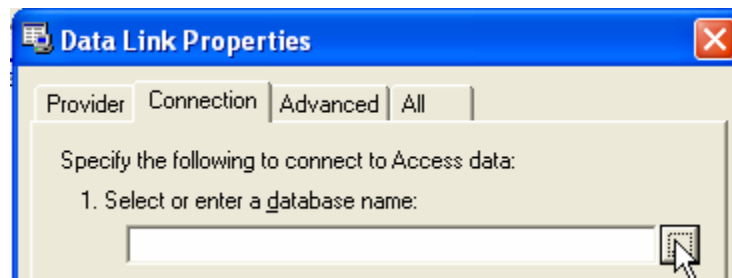 Data Link Properties
Provider Connection Advanced All
Specify the following to connect to Access data:
1. Select or enter a database name: